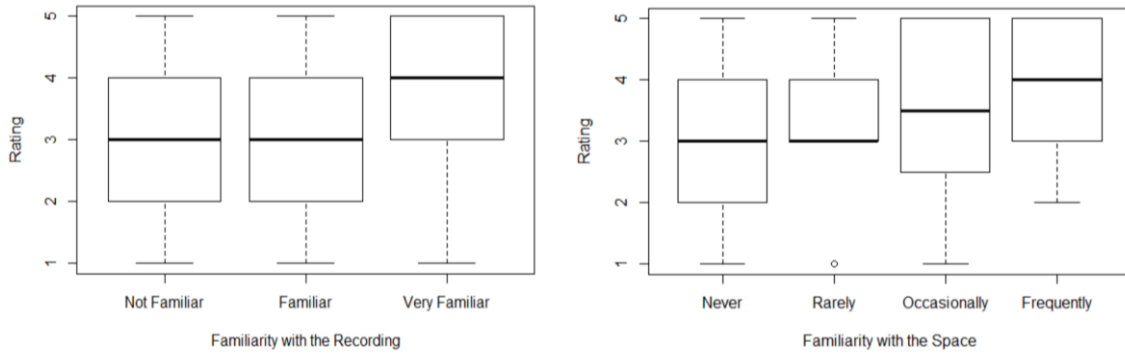 Rating
5
4
3
2
1
Not Familiar
Familiar
Very Familiar
Familiarity with the Recording
Rating
5
4
3
2
1
Never
Rarely
Occasionally
Frequently
Familiarity with the Space